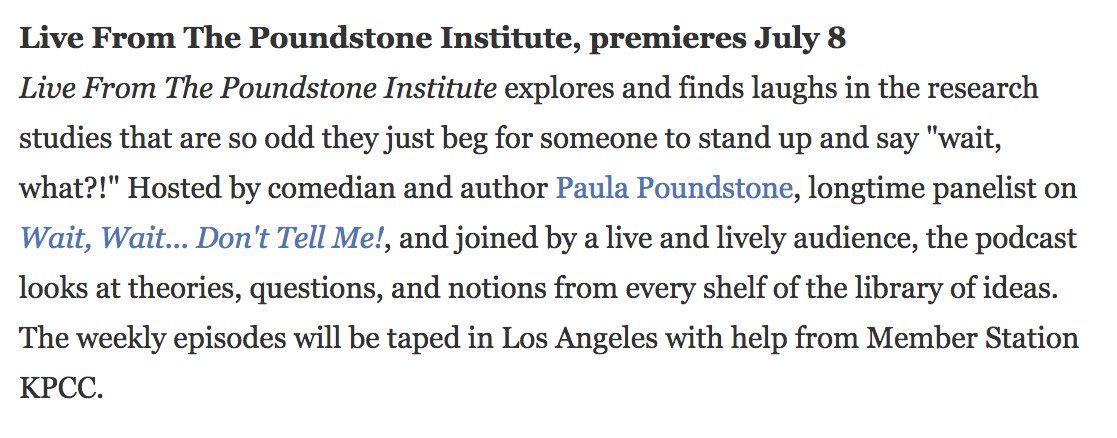 Live From The Poundstone Institute, premieres July 8
Live From The Poundstone Institute explores and finds laughs in the research
studies that are so odd they just beg for someone to stand up and say "wait,
what?!" Hosted by comedian and author Paula Poundstone, longtime panelist on
Wait, Wait... Don't Tell Me!, and joined by a live and lively audience, the podcast
looks at theories, questions, and notions from every shelf of the library of ideas.
The weekly episodes will be taped in Los Angeles with help from Member Station
KPCC.